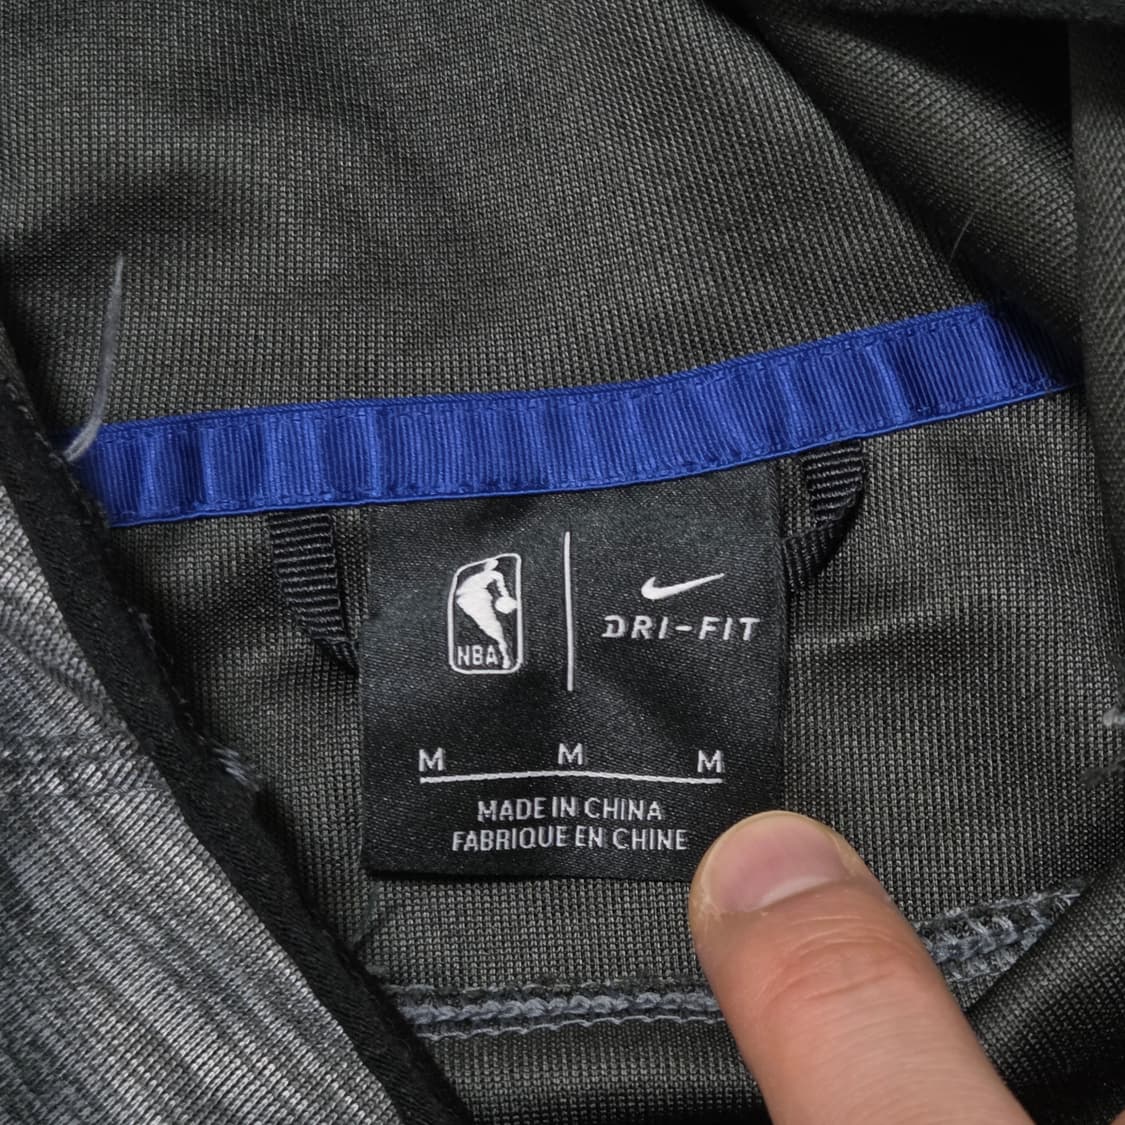 NBA
DRI-FIT
M M M
MADE IN CHINA
FABRIQUE EN CHINE